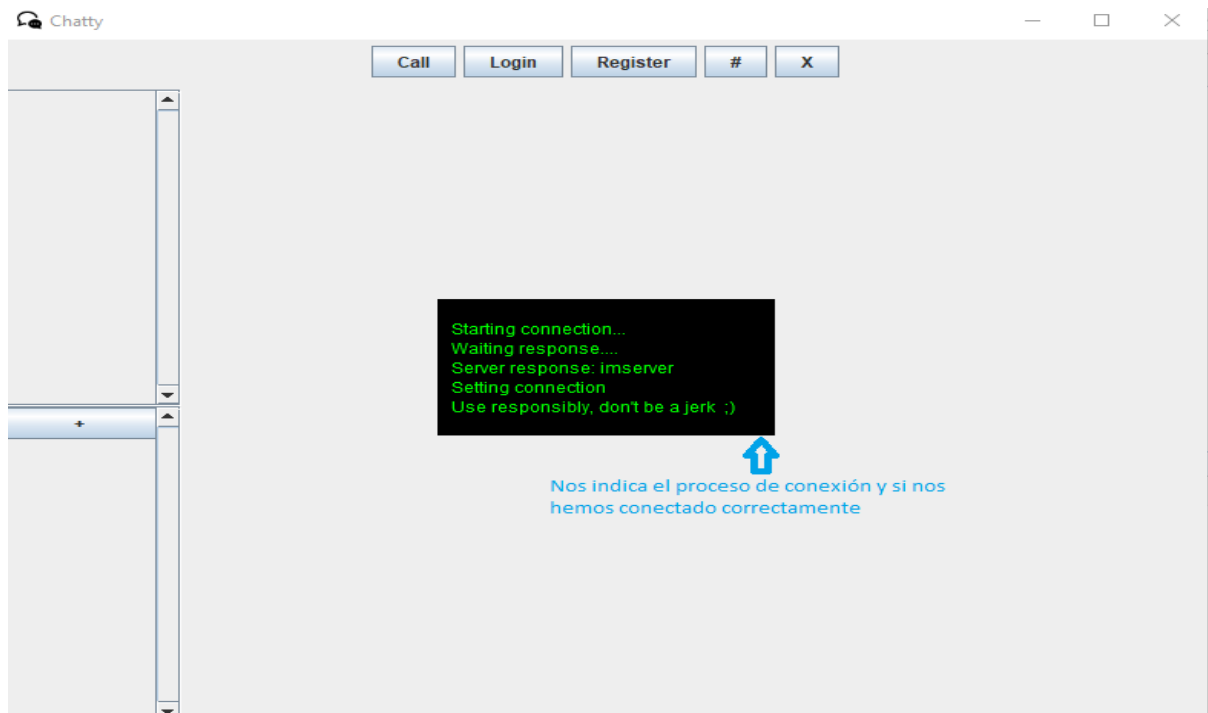 Chatty
Call Login Register # X
Starting connection...
Waiting response....
Server response: imserver
Setting connection
Use responsibly, don't be a jerk ;)
+
Nos indica el proceso de conexión y si nos
hemos conectado correctamente